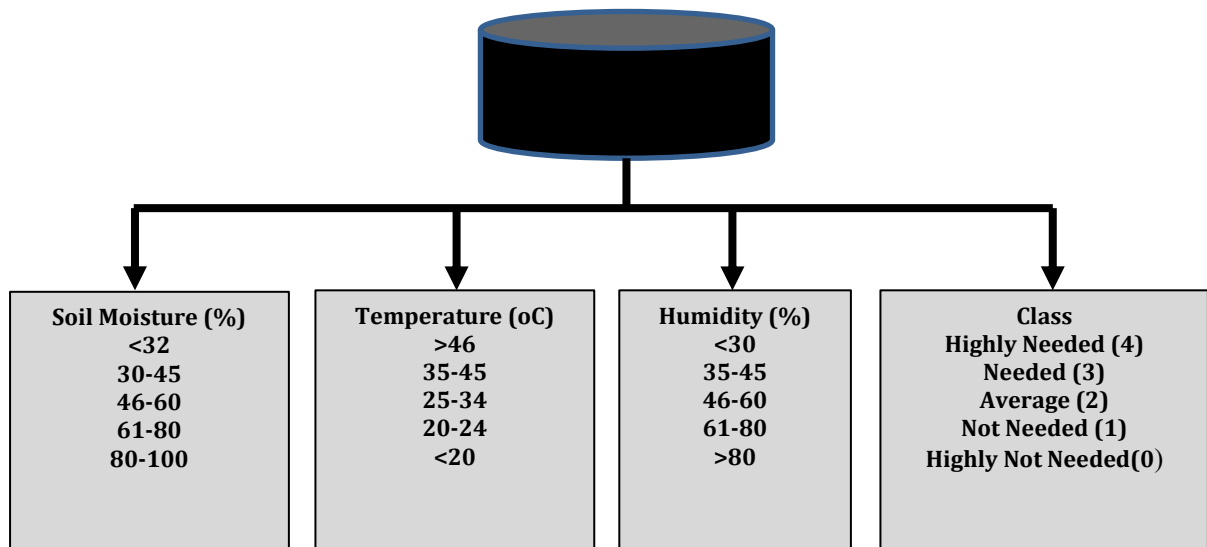 Soil Moisture (%)
<32
30-45
46-60
61-80
80-100
Temperature (oC)
>46
35-45
25-34
20-24
<20
Humidity (%)
<30
35-45
46-60
61-80
>80
Class
Highly Needed (4)
Needed (3)
Average (2)
Not Needed (1)
Highly Not Needed(0)